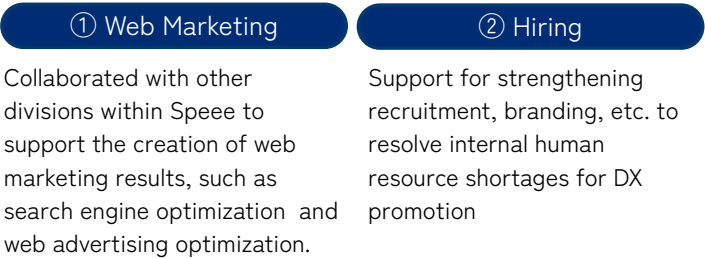 ① Web Marketing
Collaborated with other
divisions within Speee to
support the creation of web
marketing results, such as
search engine optimization  and
web advertising optimization.
② Hiring
Support for strengthening
recruitment, branding, etc. to
resolve internal human
resource shortages for DX
promotion